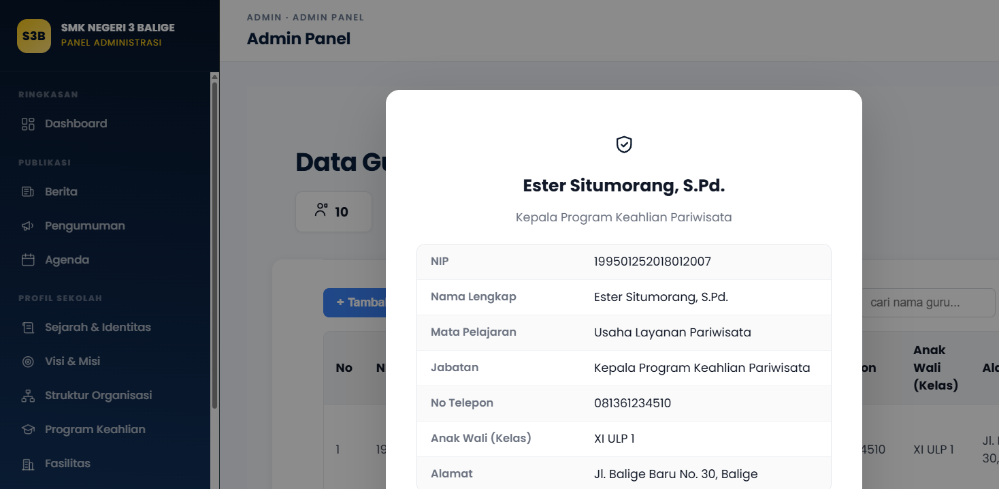 S3B
SMK NEGERI 3 BALIGE
PANEL ADMINISTRASI
RINGKASAN
Dashboard
PUBLIKASI
Berita
Pengumuman
Agenda
PROFIL SEKOLAH
Sejarah & Identitas
Visi & Misi
Struktur Organisasi
Program Keahlian
Fasilitas
ADMIN · ADMIN PANEL
Admin Panel
Data Gu
10
+ Tambah
cari nama guru...
No
N
on
Anak
Wali
(Kelas)
Al
1
19
4510
XI ULP 1
Jl.
30,
Ester Situmorang, S.Pd.
Kepala Program Keahlian Pariwisata
NIP
199501252018012007
Nama Lengkap
Ester Situmorang, S.Pd.
Mata Pelajaran
Usaha Layanan Pariwisata
Jabatan
Kepala Program Keahlian Pariwisata
No Telepon
081361234510
Anak Wali (Kelas)
XI ULP 1
Alamat
Jl. Balige Baru No. 30, Balige